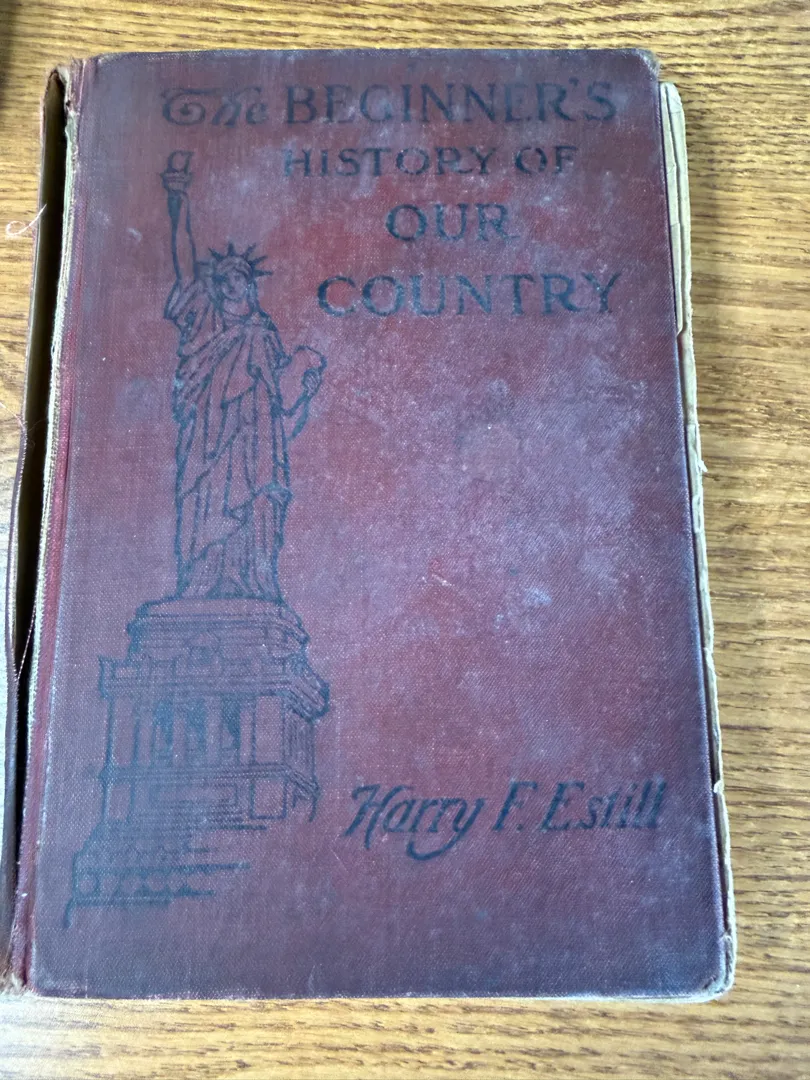 The BEGINNER'S
HISTORY OF
OUR
COUNTRY
Harry F. Estill